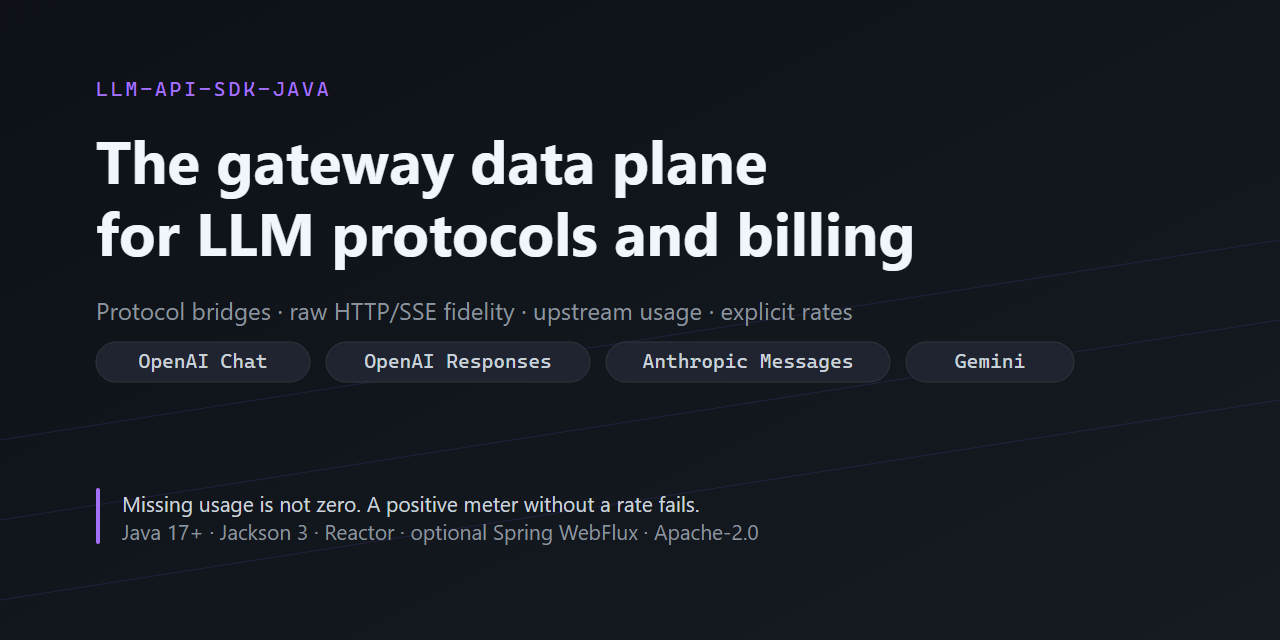 LLM-API-SDK-JAVA
The gateway data plane
for LLM protocols and billing
Protocol bridges · raw HTTP/SSE fidelity · upstream usage · explicit rates
OpenAI Chat
OpenAI Responses
Anthropic Messages
Gemini
Missing usage is not zero. A positive meter without a rate fails.
Java 17+ · Jackson 3 · Reactor · optional Spring WebFlux · Apache-2.0